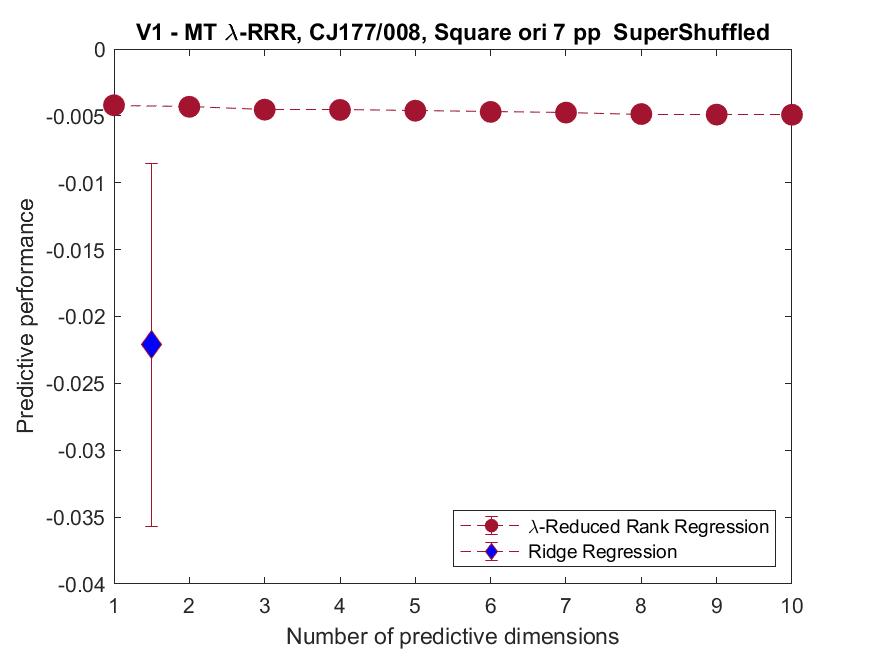 V1 - MT λ-RRR, CJ177/008, Square ori 7 pp  SuperShuffled
0
-0.005
-0.01
-0.015
-0.02
-0.025
-0.03
-0.035
-0.04
Predictive performance
λ-Reduced Rank Regression
Ridge Regression
1 2 3 4 5 6 7 8 9 10
Number of predictive dimensions